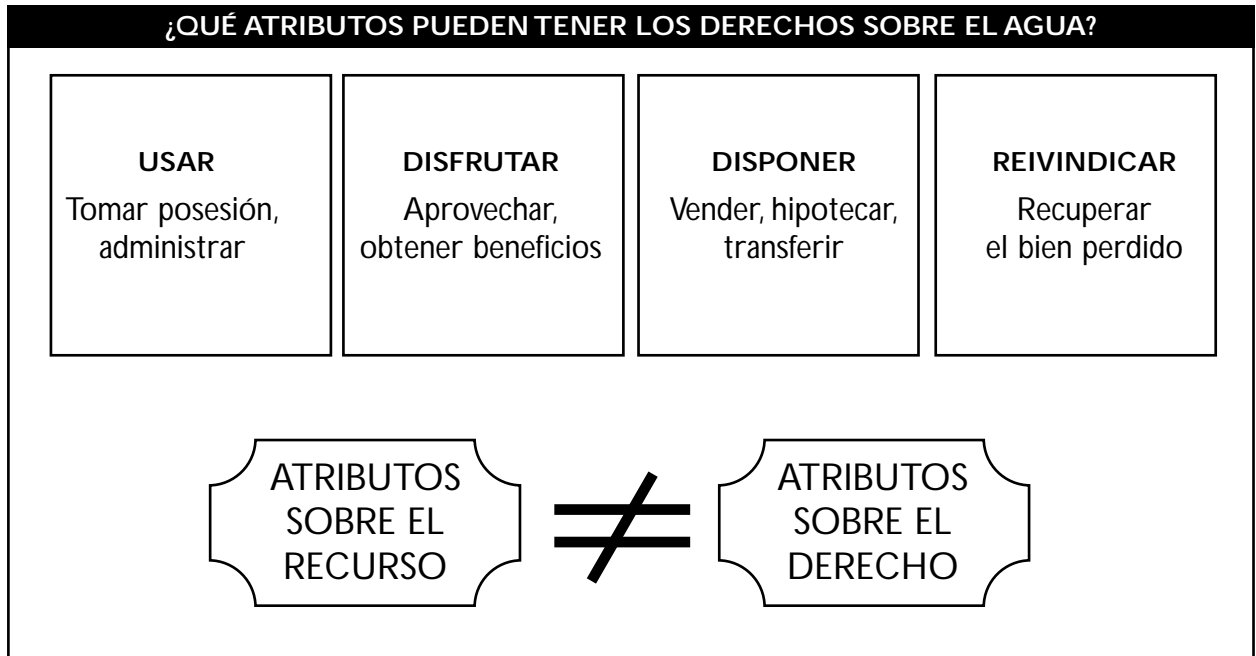 ¿QUÉ ATRIBUTOS PUEDEN TENER LOS DERECHOS SOBRE EL AGUA?
USAR
Tomar posesión,
administrar
DISFRUTAR
Aprovechar,
obtener beneficios
DISPONER
Vender, hipotecar,
transferir
REIVINDICAR
Recuperar
el bien perdido
ATRIBUTOS
SOBRE EL
RECURSO
≠
ATRIBUTOS
SOBRE EL
DERECHO